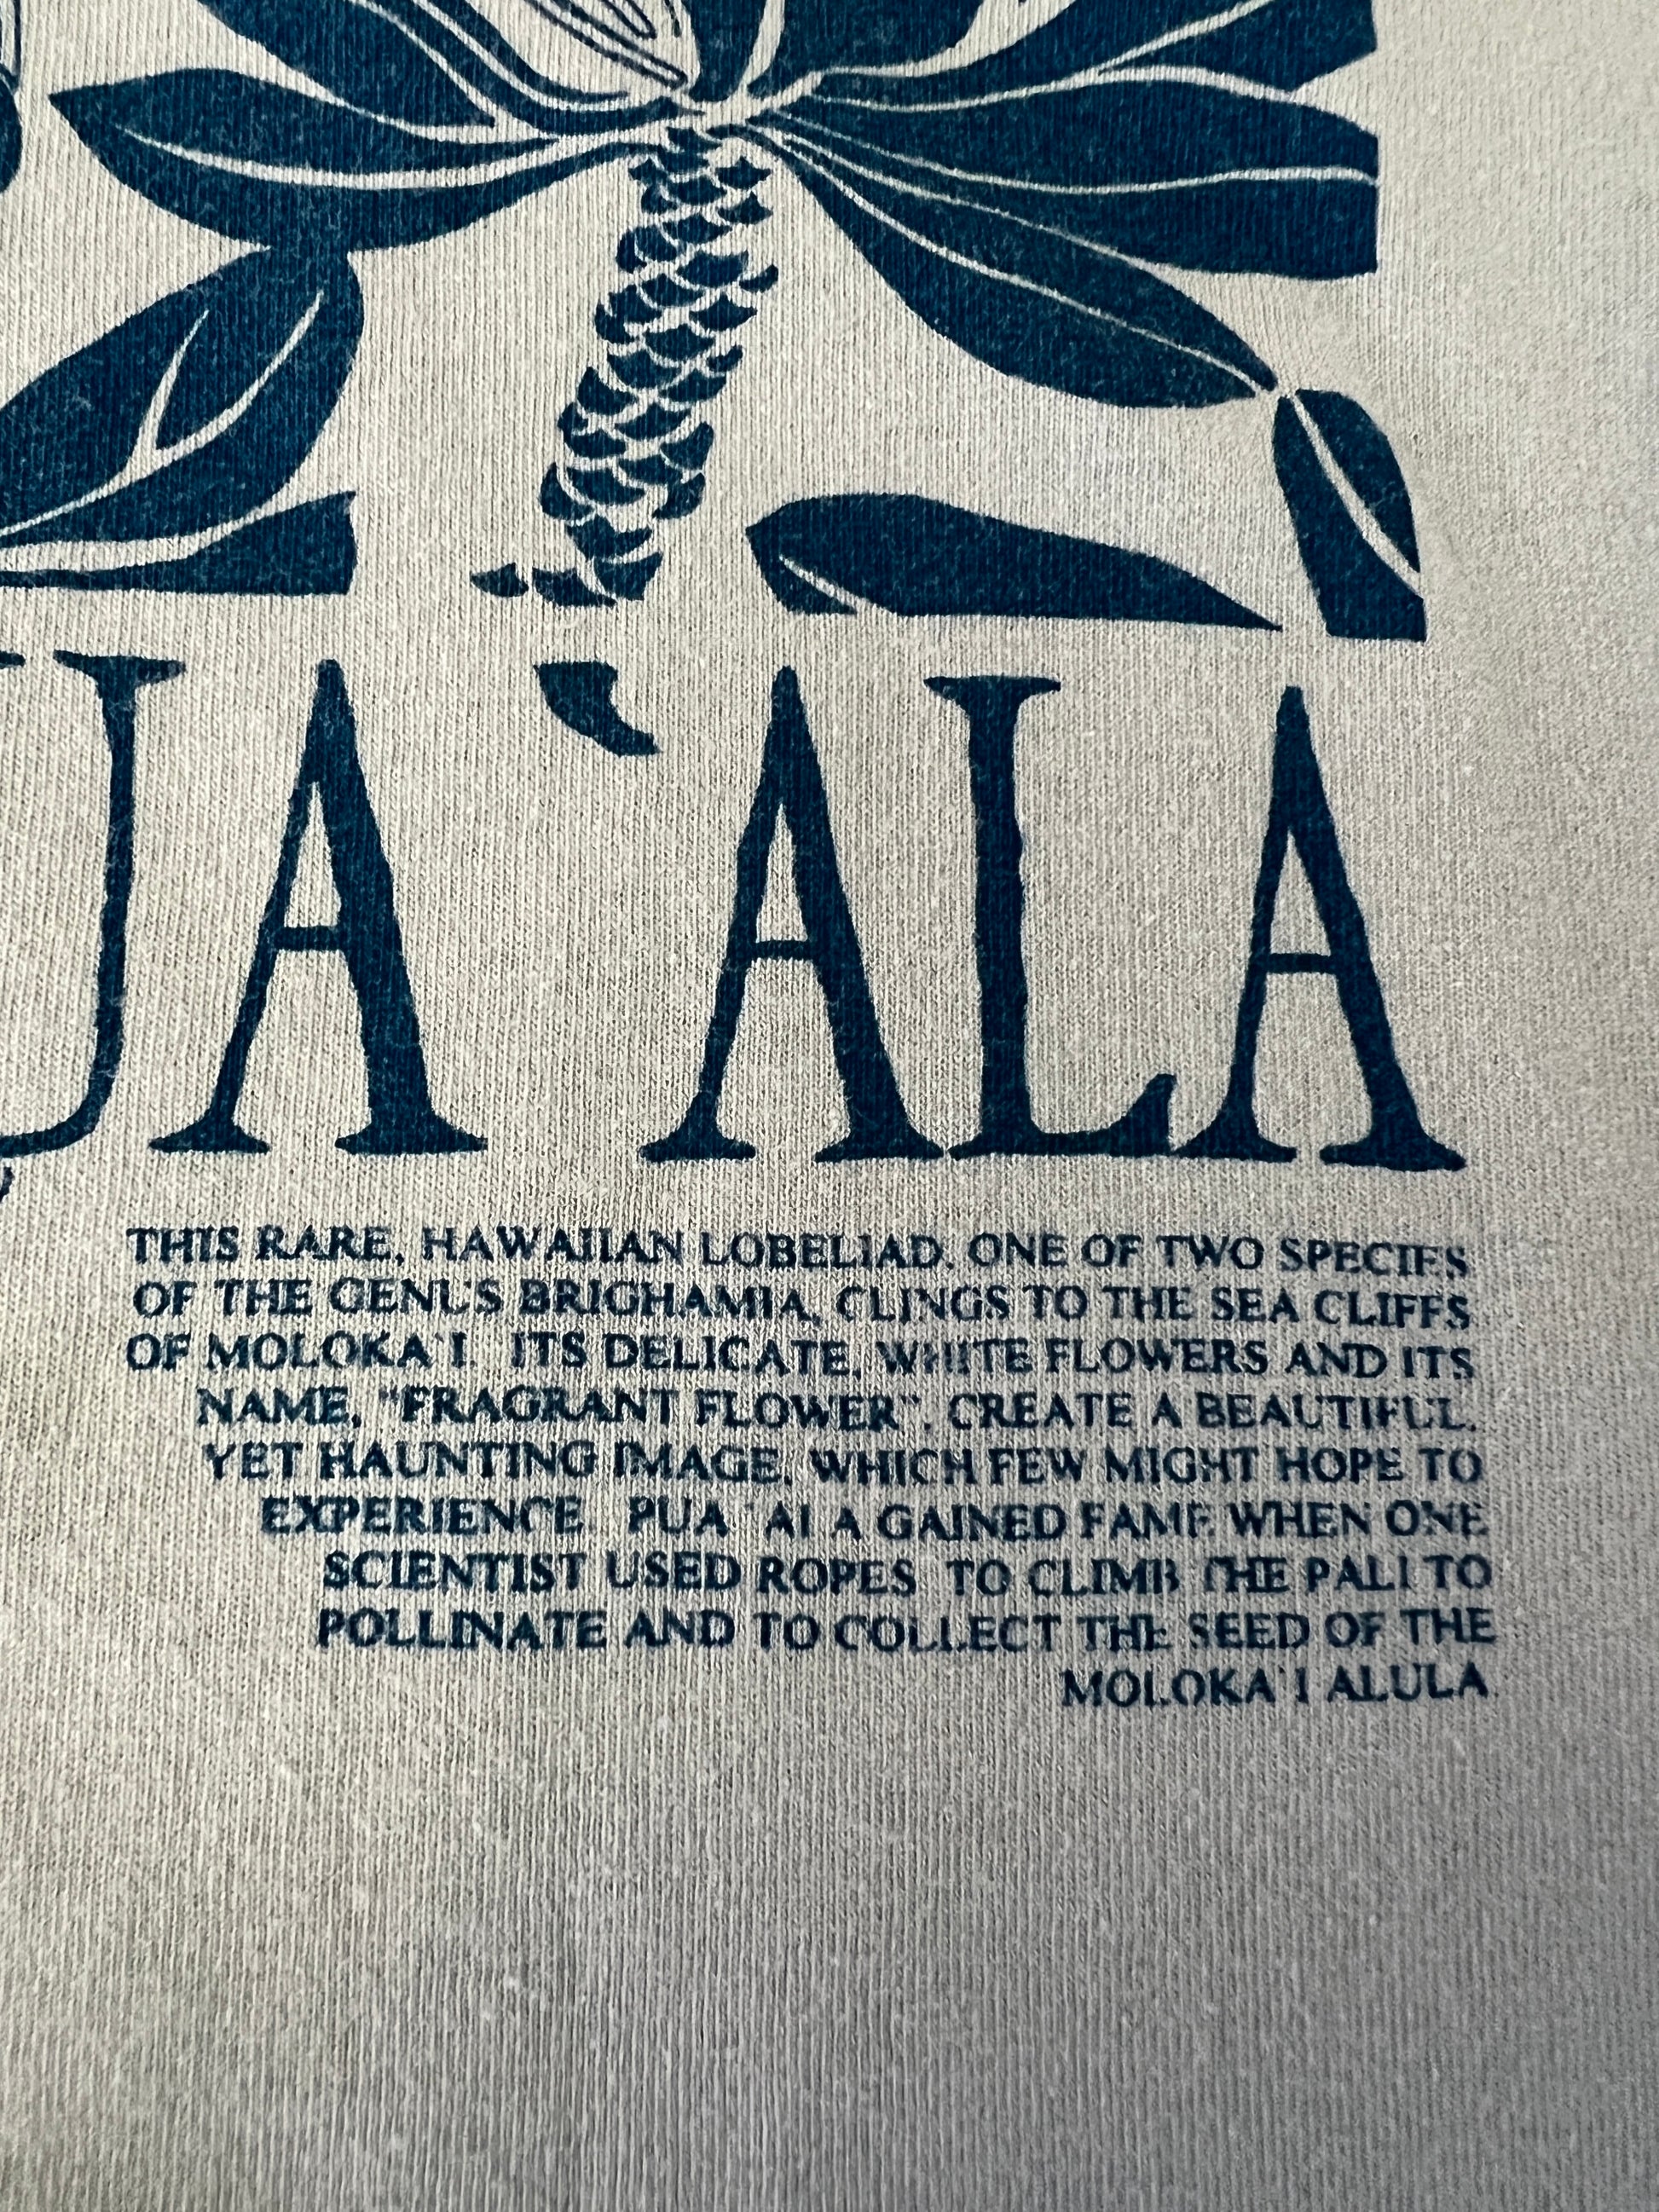 UA ‘ALA
THIS RARE, HAWAIIAN LOBELIAD, ONE OF TWO SPECIES
OF THE GENUS BRIGHAMIA, CLINGS TO THE SEA CLIFFS
OF MOLOKA`I. ITS DELICATE, WHITE FLOWERS AND ITS
NAME, "FRAGRANT FLOWER", CREATE A BEAUTIFUL,
YET HAUNTING IMAGE, WHICH FEW MIGHT HOPE TO
EXPERIENCE. PUA `ALA GAINED FAME WHEN ONE
SCIENTIST USED ROPES TO CLIMB THE PALI TO
POLLINATE AND TO COLLECT THE SEED OF THE
MOLOKA`I ALULA.